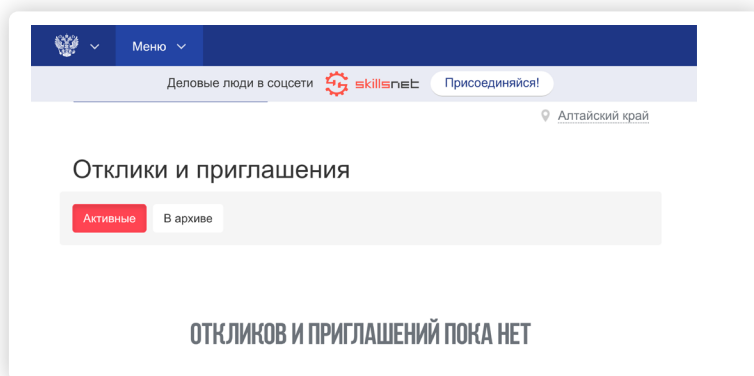 Меню
Деловые люди в соцсети skillsnet Присоединяйся!
Алтайский край
Отклики и приглашения
Активные В архиве
ОТКЛИКОВ И ПРИГЛАШЕНИЙ ПОКА НЕТ